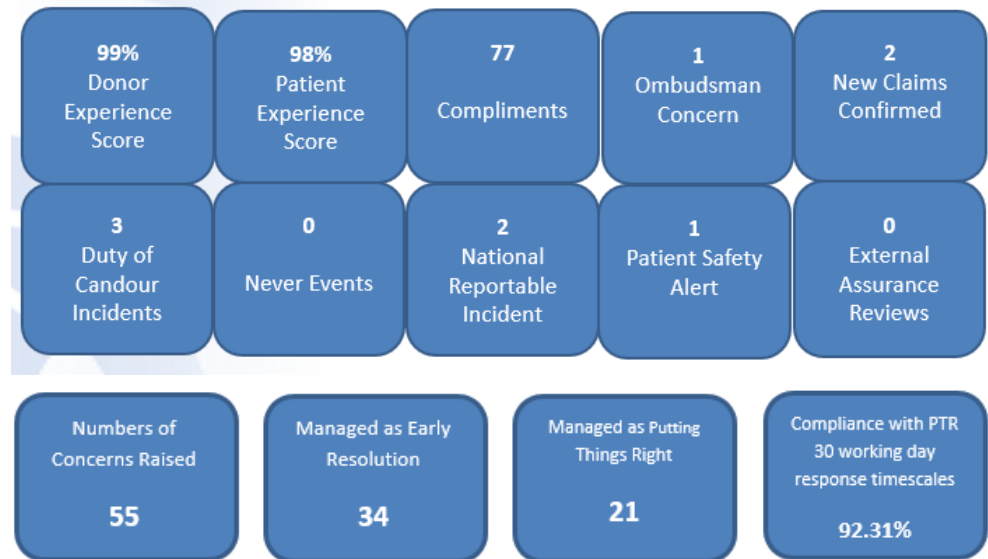 99%
Donor
Experience
Score
98%
Patient
Experience
Score
77
Compliments
1
Ombudsman
Concern
2
New Claims
Confirmed
3
Duty of
Candour
Incidents
0
Never Events
2
National
Reportable
Incident
1
Patient Safety
Alert
0
External
Assurance
Reviews
Numbers of
Concerns Raised
55
Managed as Early
Resolution
34
Managed as Putting
Things Right
21
Compliance with PTR
30 working day
response timescales
92.31%